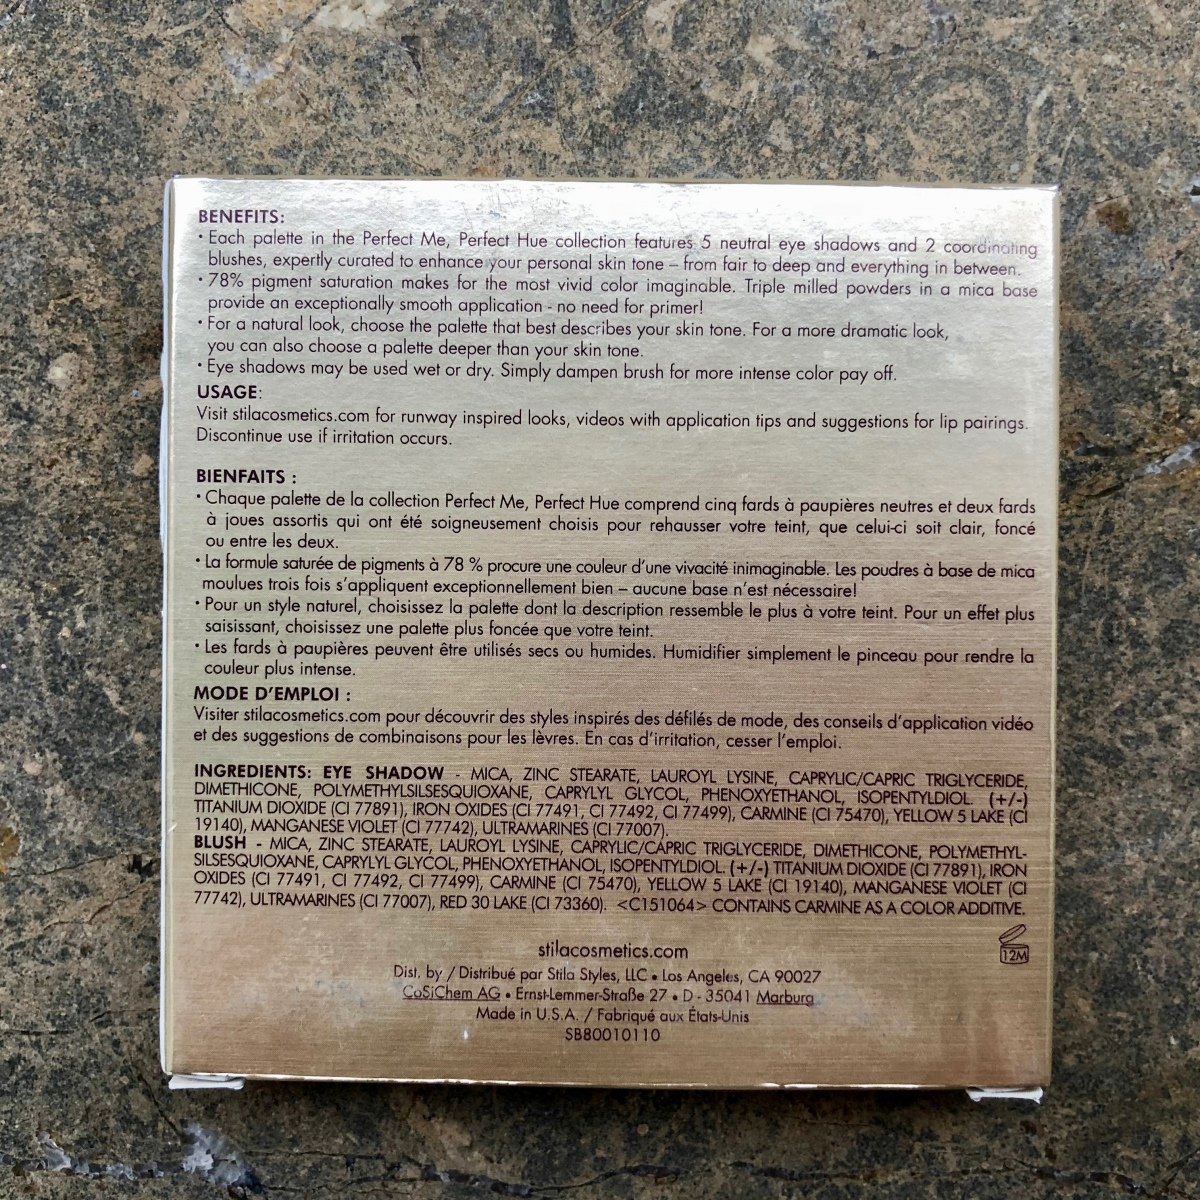 BENEFITS:
• Each palette in the Perfect Me, Perfect Hue collection features 5 neutral eye shadows and 2 coordinating
blushes, expertly curated to enhance your personal skin tone – from fair to deep and everything in between.
• 78% pigment saturation makes for the most vivid color imaginable. Triple milled powders in a mica base
provide an exceptionally smooth application - no need for primer!
• For a natural look, choose the palette that best describes your skin tone. For a more dramatic look,
you can also choose a palette deeper than your skin tone.
• Eye shadows may be used wet or dry. Simply dampen brush for more intense color pay off.
USAGE:
Visit stilacosmetics.com for runway inspired looks, videos with application tips and suggestions for lip pairings.
Discontinue use if irritation occurs.
BIENFAITS :
• Chaque palette de la collection Perfect Me, Perfect Hue comprend cinq fards à paupières neutres et deux fards
à joues assortis qui ont été soigneusement choisis pour rehausser votre teint, que celui-ci soit clair, foncé
ou entre les deux.
• La formule saturée de pigments à 78 % procure une couleur d'une vivacité inimaginable. Les poudres à base de mica
moulues trois fois s'appliquent exceptionnellement bien – aucune base n'est nécessaire!
• Pour un style naturel, choisissez la palette dont la description ressemble le plus à votre teint. Pour un effet plus
saisissant, choisissez une palette plus foncée que votre teint.
• Les fards à paupières peuvent être utilisés secs ou humides. Humidifier simplement le pinceau pour rendre la
couleur plus intense.
MODE D'EMPLOI :
Visiter stilacosmetics.com pour découvrir des styles inspirés des défilés de mode, des conseils d'application vidéo
et des suggestions de combinaisons pour les lèvres. En cas d'irritation, cesser l'emploi.
INGREDIENTS: EYE SHADOW - MICA, ZINC STEARATE, LAUROYL LYSINE, CAPRYLIC/CAPRIC TRIGLYCERIDE,
DIMETHICONE, POLYMETHYLSILSESQUIOXANE, CAPRYLYL GLYCOL, PHENOXYETHANOL, ISOPENTYLDIOL. (+/-)
TITANIUM DIOXIDE (CI 77891), IRON OXIDES (CI 77491, CI 77492, CI 77499), CARMINE (CI 75470), YELLOW 5 LAKE (CI
19140), MANGANESE VIOLET (CI 77742), ULTRAMARINES (CI 77007).
BLUSH - MICA, ZINC STEARATE, LAUROYL LYSINE, CAPRYLIC/CAPRIC TRIGLYCERIDE, DIMETHICONE, POLYMETHYL-
SILSESQUIOXANE, CAPRYLYL GLYCOL, PHENOXYETHANOL, ISOPENTYLDIOL. (+/-) TITANIUM DIOXIDE (CI 77891), IRON
OXIDES (CI 77491, CI 77492, CI 77499), CARMINE (CI 75470), YELLOW 5 LAKE (CI 19140), MANGANESE VIOLET (CI
77742), ULTRAMARINES (CI 77007), RED 30 LAKE (CI 73360). <C151064> CONTAINS CARMINE AS A COLOR ADDITIVE.
12M
stilacosmetics.com
Dist. by / Distribué par Stila Styles, LLC • Los Angeles, CA 90027
CoSiChem AG • Ernst-Lemmer-Straße 27 • D - 35041 Marburg
Made in U.S.A. / Fabriqué aux États-Unis
SB80010110